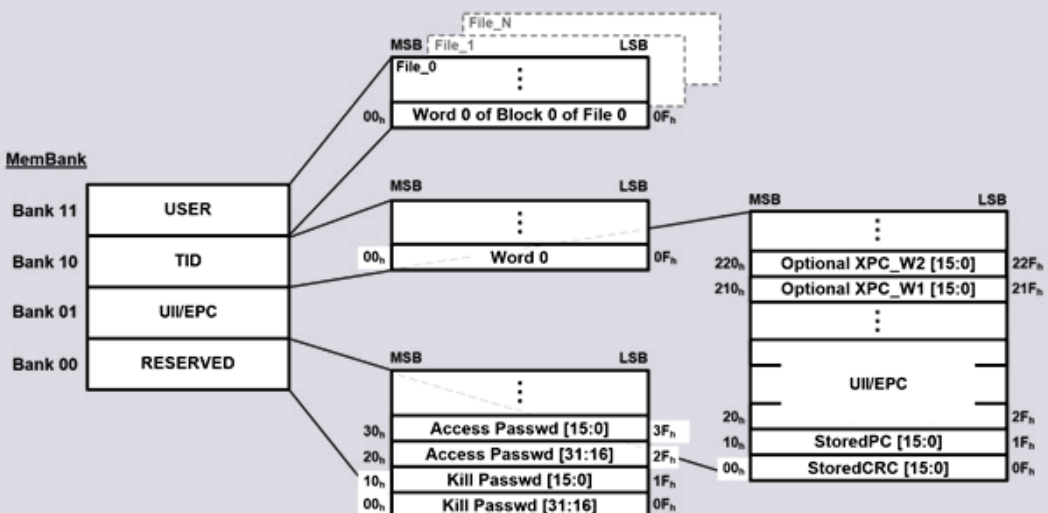 File_N
File_1
MSB LSB
File_0
00h Word 0 of Block 0 of File 0 0Fh
MemBank
Bank 11 USER
Bank 10 TID
Bank 01 UII/EPC
Bank 00 RESERVED
MSB LSB
00h Word 0 0Fh
MSB LSB
30h Access Passwd [15:0] 3Fh
20h Access Passwd [31:16] 2Fh
10h Kill Passwd [15:0] 1Fh
00h Kill Passwd [31:16] 0Fh
MSB LSB
220h Optional XPC_W2 [15:0] 22Fh
210h Optional XPC_W1 [15:0] 21Fh
UII/EPC
20h 2Fh
10h StoredPC [15:0] 1Fh
00h StoredCRC [15:0] 0Fh